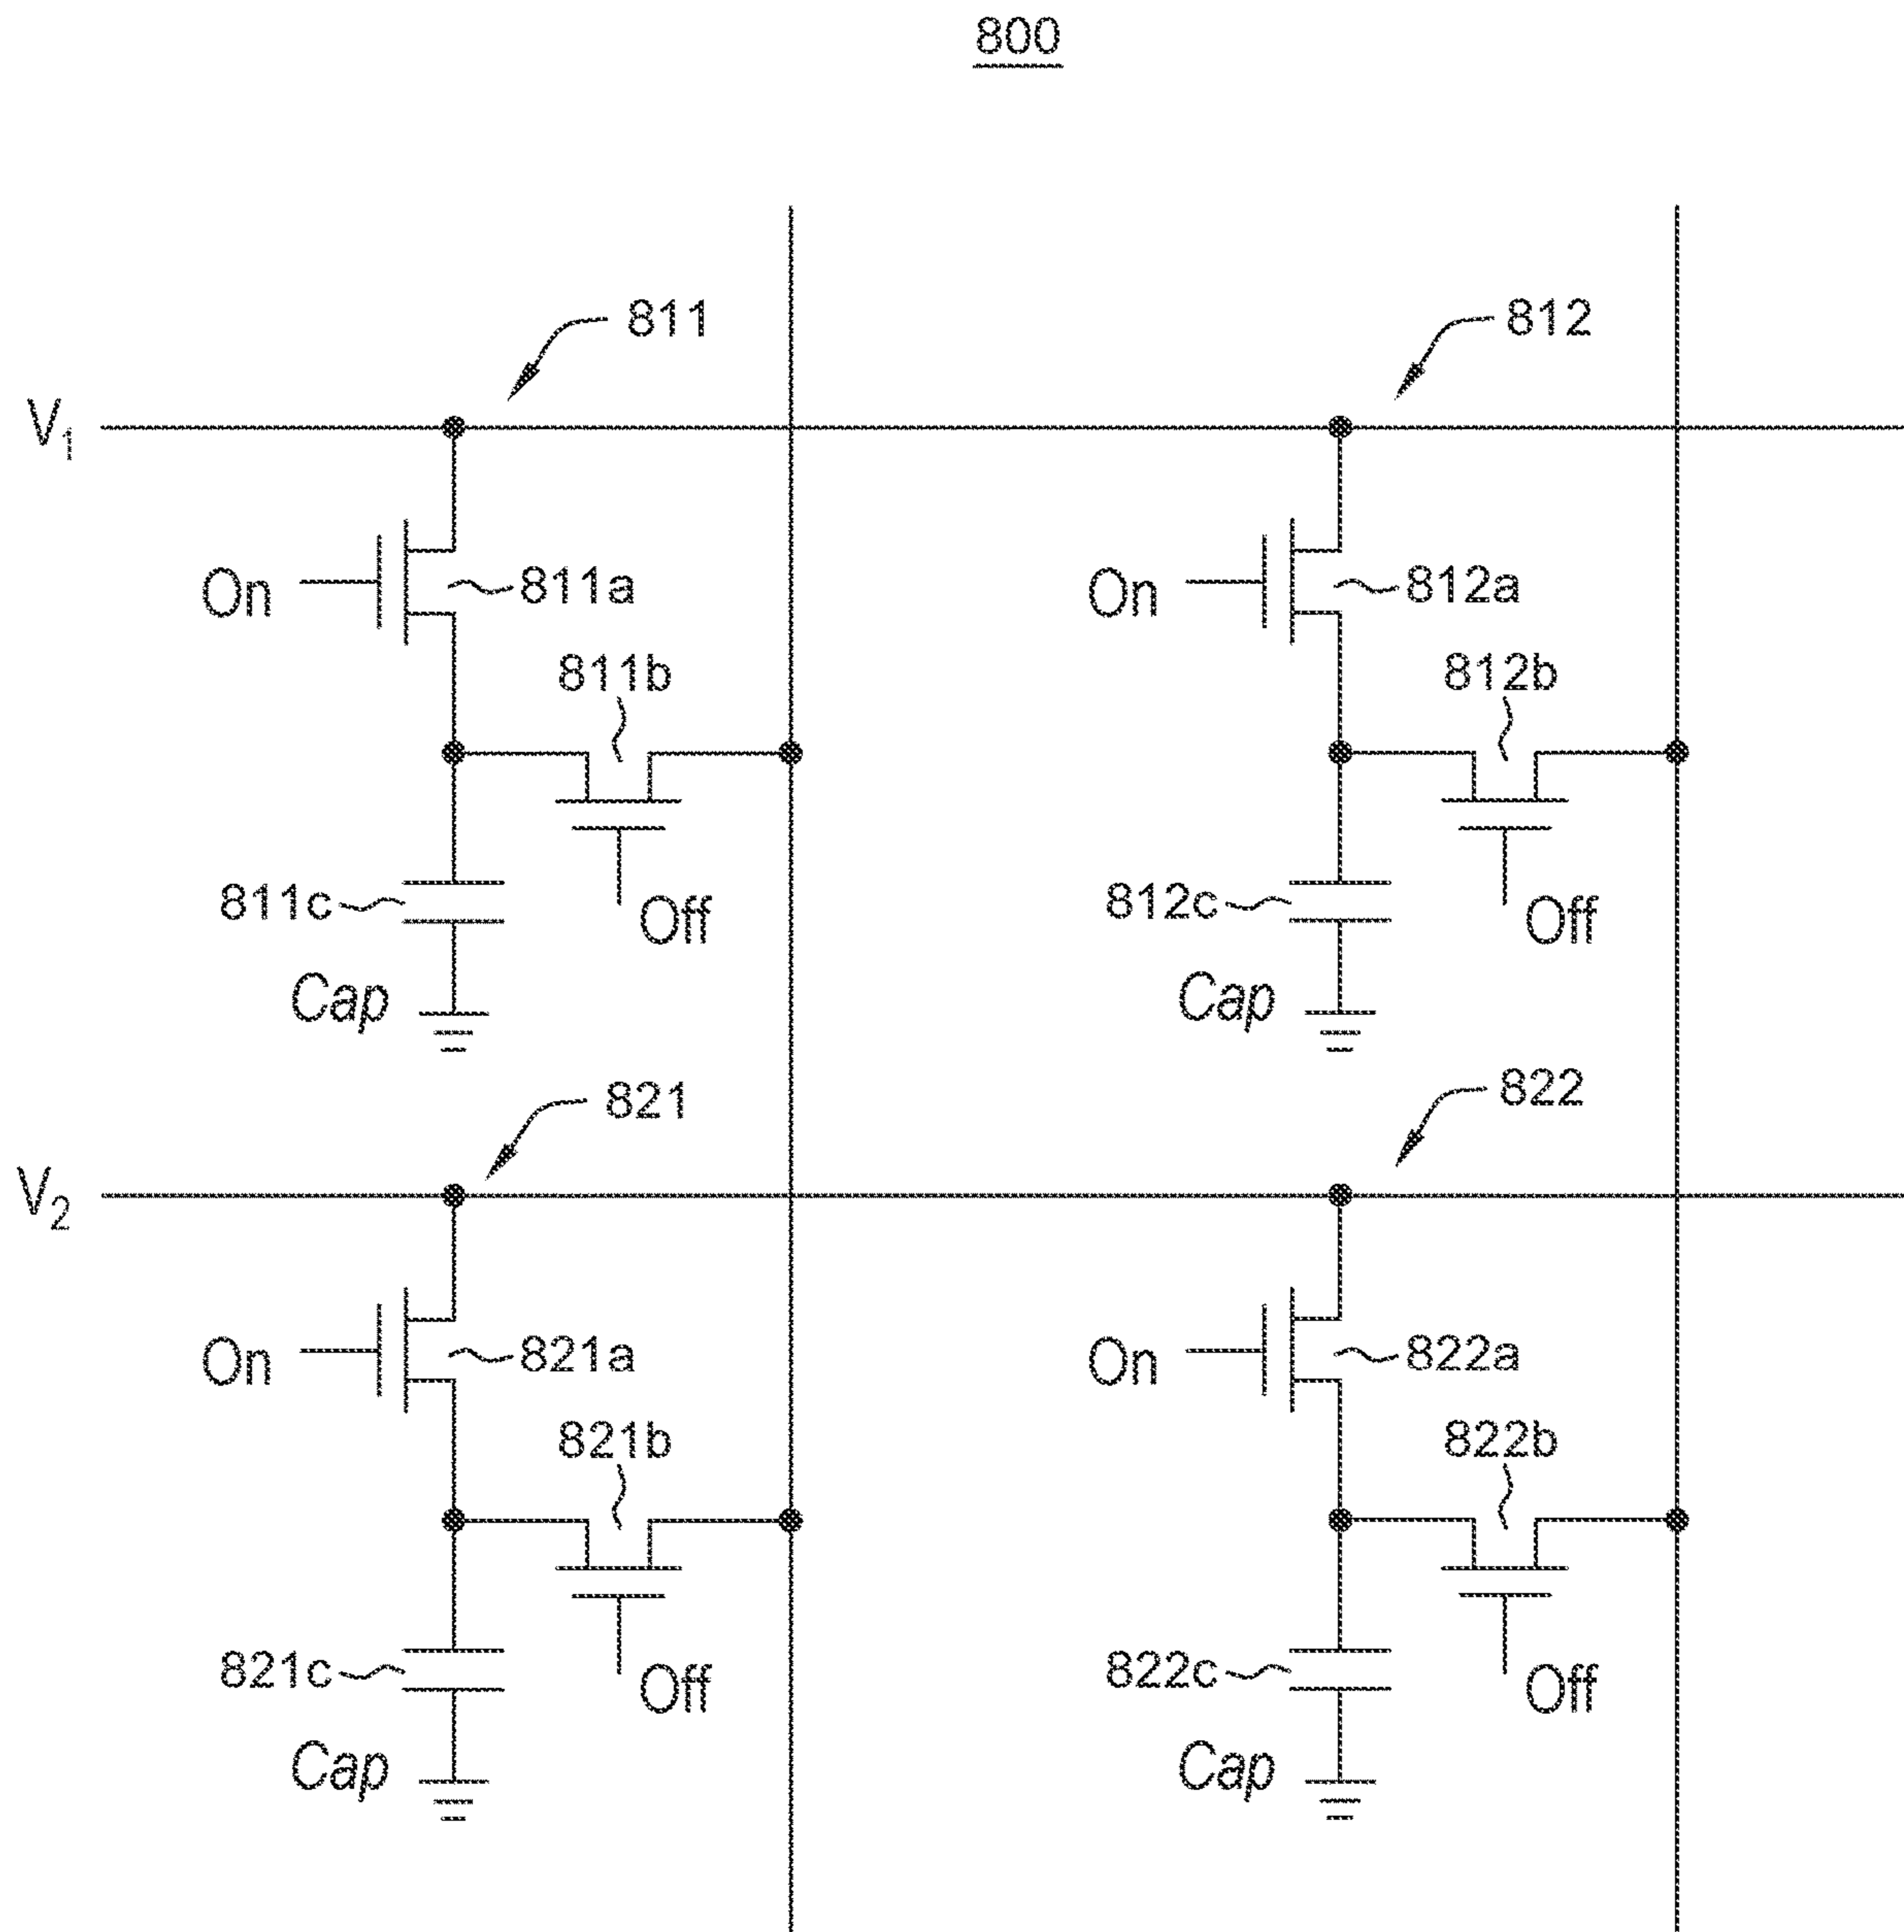 800
811
812
V₁
On
811a
On
812a
811b
812b
811c
Off
812c
Off
Cap
Cap
821
822
V₂
On
821a
On
822a
821b
822b
821c
Off
822c
Off
Cap
Cap